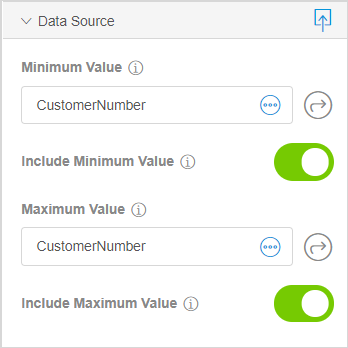 Data Source
Minimum Value
CustomerNumber
Include Minimum Value
Maximum Value
CustomerNumber
Include Maximum Value